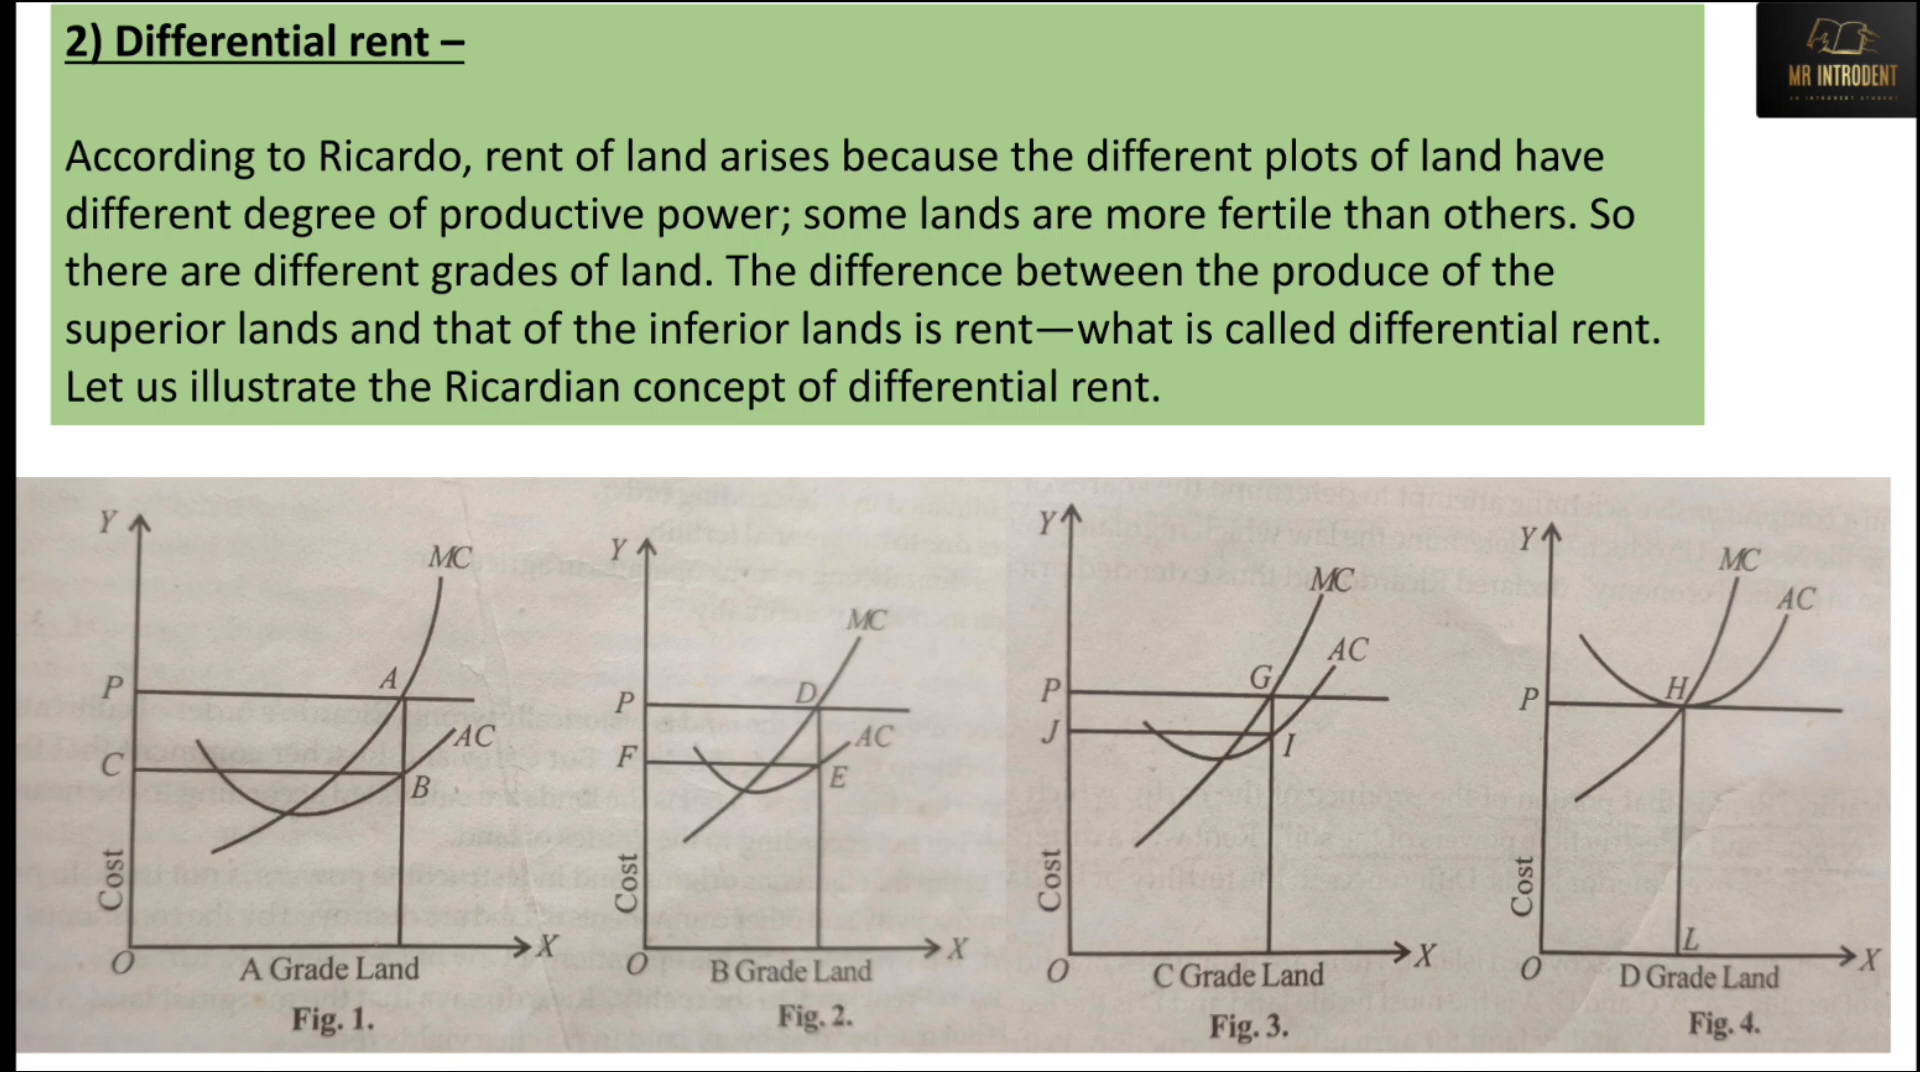 2) Differential rent –
MR INTRODENT
According to Ricardo, rent of land arises because the different plots of land have
different degree of productive power; some lands are more fertile than others. So
there are different grades of land. The difference between the produce of the
superior lands and that of the inferior lands is rent—what is called differential rent.
Let us illustrate the Ricardian concept of differential rent.
Y
MC
A
P
AC
C
B
Cost
O
X
A Grade Land
Fig. 1.
Y
MC
D
P
AC
F
E
Cost
O
X
B Grade Land
Fig. 2.
Y
MC
AC
G
P
J
I
Cost
O
X
C Grade Land
Fig. 3.
Y
MC
AC
H
P
Cost
L
O
X
D Grade Land
Fig. 4.